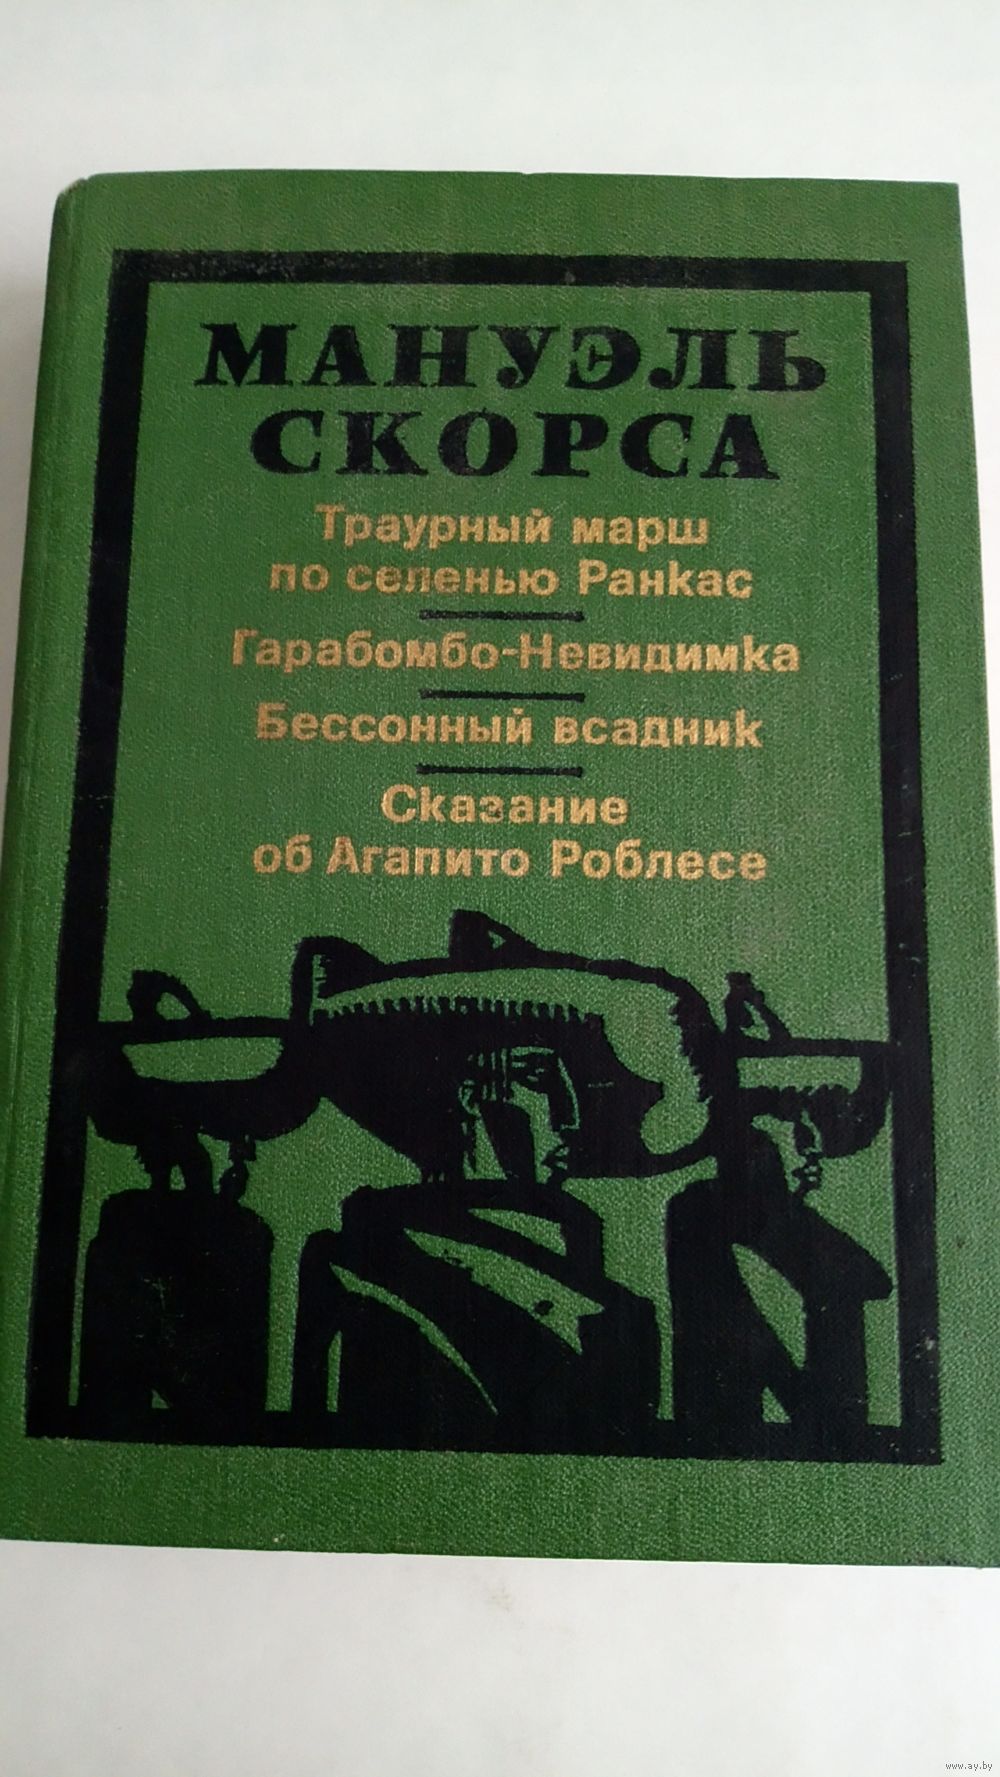 МАНУЭЛЬ
СКОРСА
Траурный марш
по селенью Ранкас
Гарабомбо-Невидимка
Бессонный всадник
Сказание
об Агапито Роблесе
www.ay.by